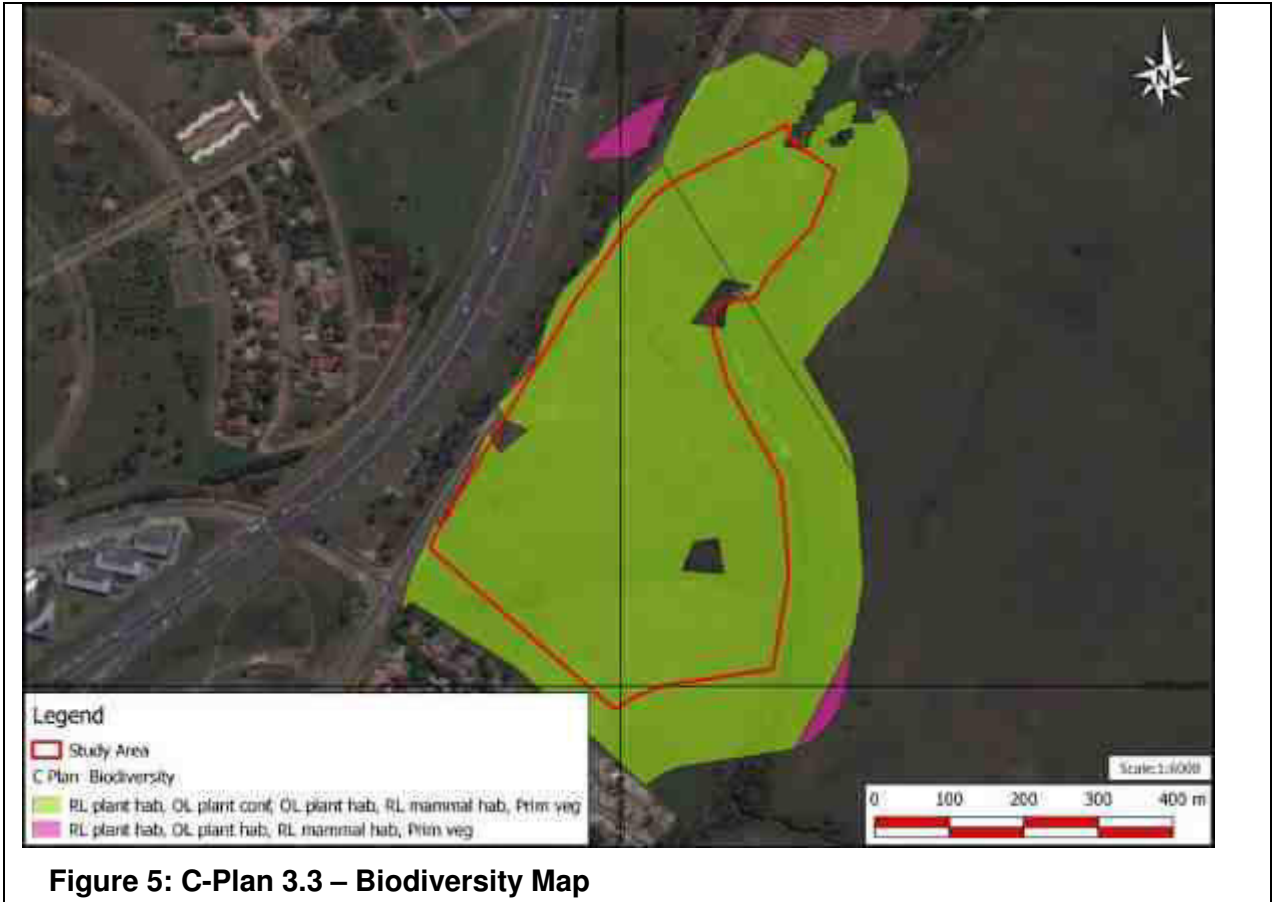 N
Legend
Study Area
C Plan Biodiversity
RL plant hab, OL plant conf, OL plant hab, RL mammal hab, Prim veg
RL plant hab, OL plant hab, RL mammal hab, Prim veg
Scale:1:6000
0 100 200 300 400 m
Figure 5: C-Plan 3.3 – Biodiversity Map